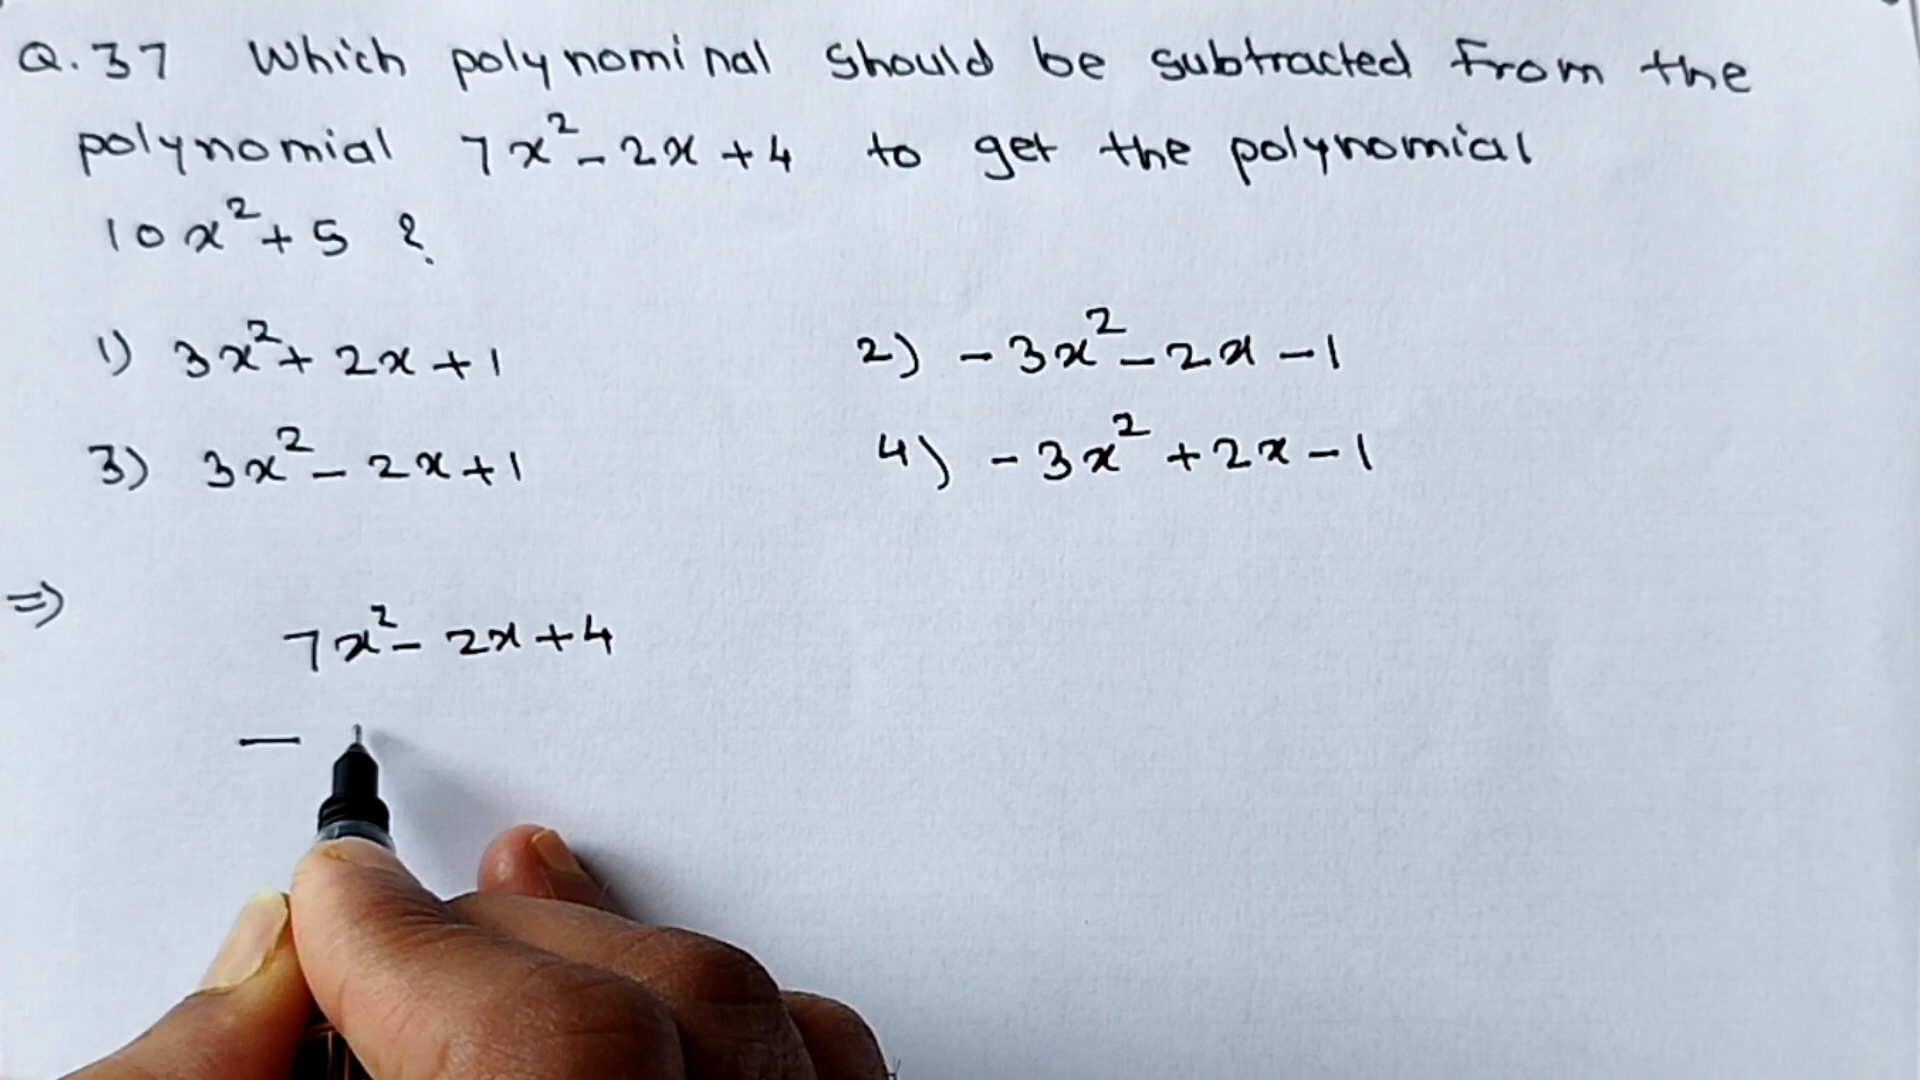 Q.37 Which polynominal should be subtracted from the
polynomial 7x² - 2x + 4 to get the polynomial
10x² + 5 ?
1) 3x² + 2x + 1
2) - 3x² - 2x - 1
3) 3x² - 2x + 1
4) - 3x² + 2x - 1
⇒
7x² - 2x + 4
—